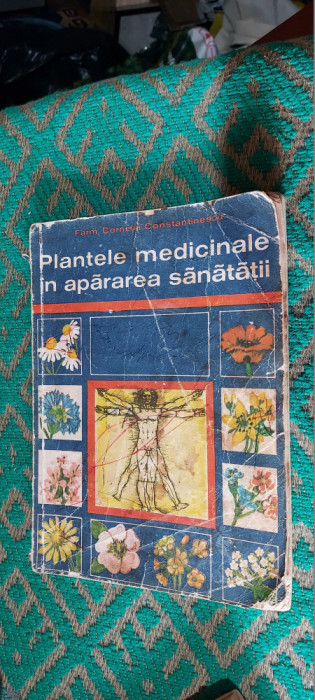 Farm. Corneliu Constantinescu
Plantele medicinale
în apărarea sănătății